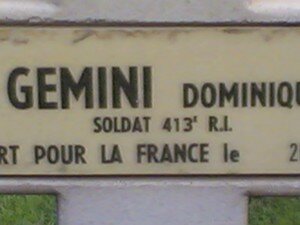 GEMINI DOMINIQU
SOLDAT 413e R.I.
RT POUR LA FRANCE le 2